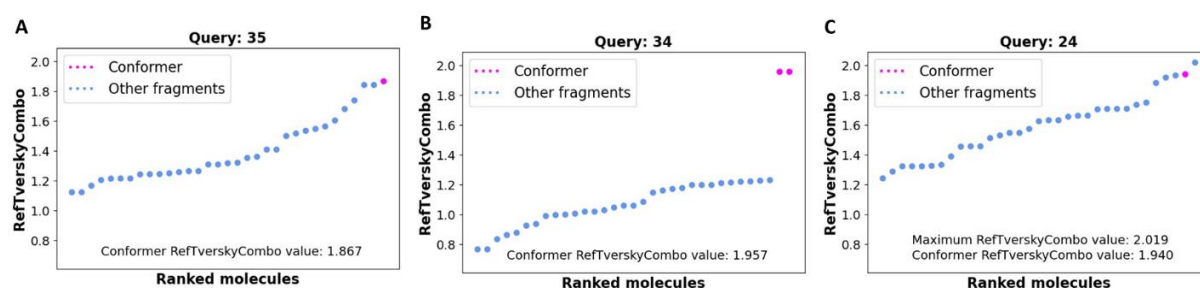 A
Query: 35
RefTverskyCombo
2.0
1.8
1.6
1.4
1.2
1.0
0.8
Conformer
Other fragments
Conformer RefTverskyCombo value: 1.867
Ranked molecules
B
Query: 34
RefTverskyCombo
2.0
1.8
1.6
1.4
1.2
1.0
0.8
Conformer
Other fragments
Conformer RefTverskyCombo value: 1.957
Ranked molecules
C
Query: 24
RefTverskyCombo
2.0
1.8
1.6
1.4
1.2
1.0
0.8
Conformer
Other fragments
Maximum RefTverskyCombo value: 2.019
Conformer RefTverskyCombo value: 1.940
Ranked molecules